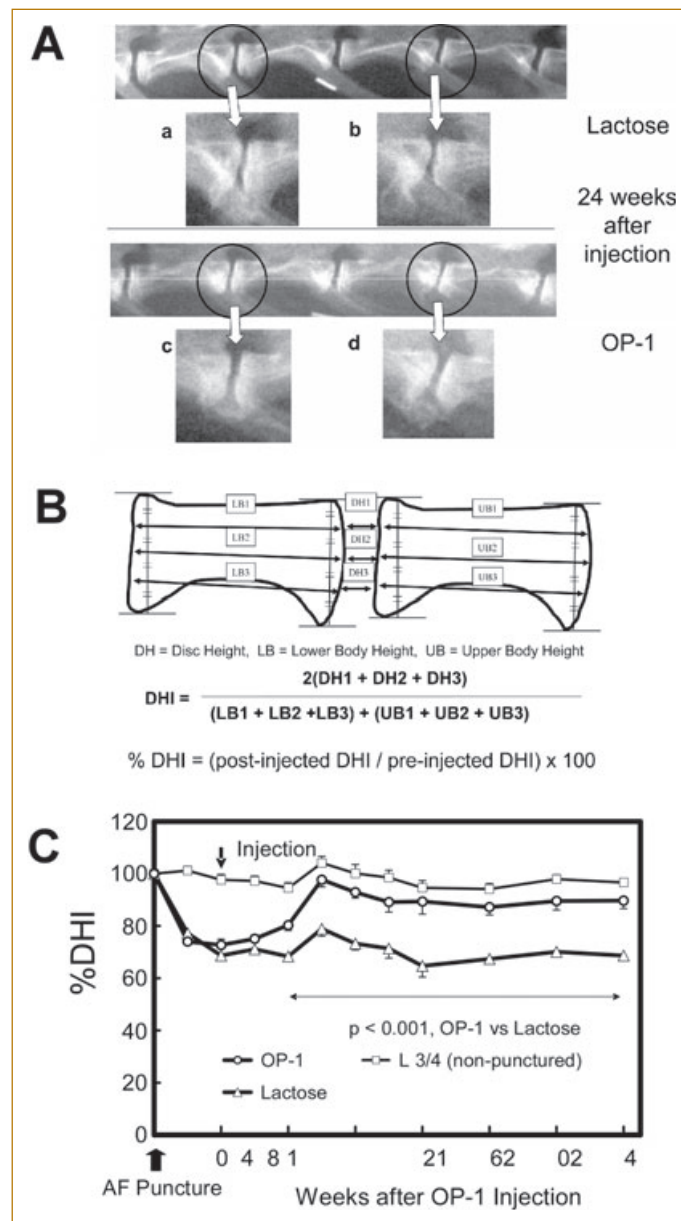 A
a
b
Lactose
24 weeks
after
injection
c
d
OP-1
B
LB1
DH1
UB1
LB2
DH2
UB2
LB3
DH3
UB3
DH = Disc Height, LB = Lower Body Height, UB = Upper Body Height
DHI = 2(DH1 + DH2 + DH3)
(LB1 + LB2 +LB3) + (UB1 + UB2 + UB3)
% DHI = (post-injected DHI / pre-injected DHI) x 100
C
120
100
80
60
40
20
0
%DHI
Injection
p < 0.001, OP-1 vs Lactose
OP-1
L 3/4 (non-punctured)
Lactose
0 4 8 1 21 62 02 4
AF Puncture
Weeks after OP-1 Injection